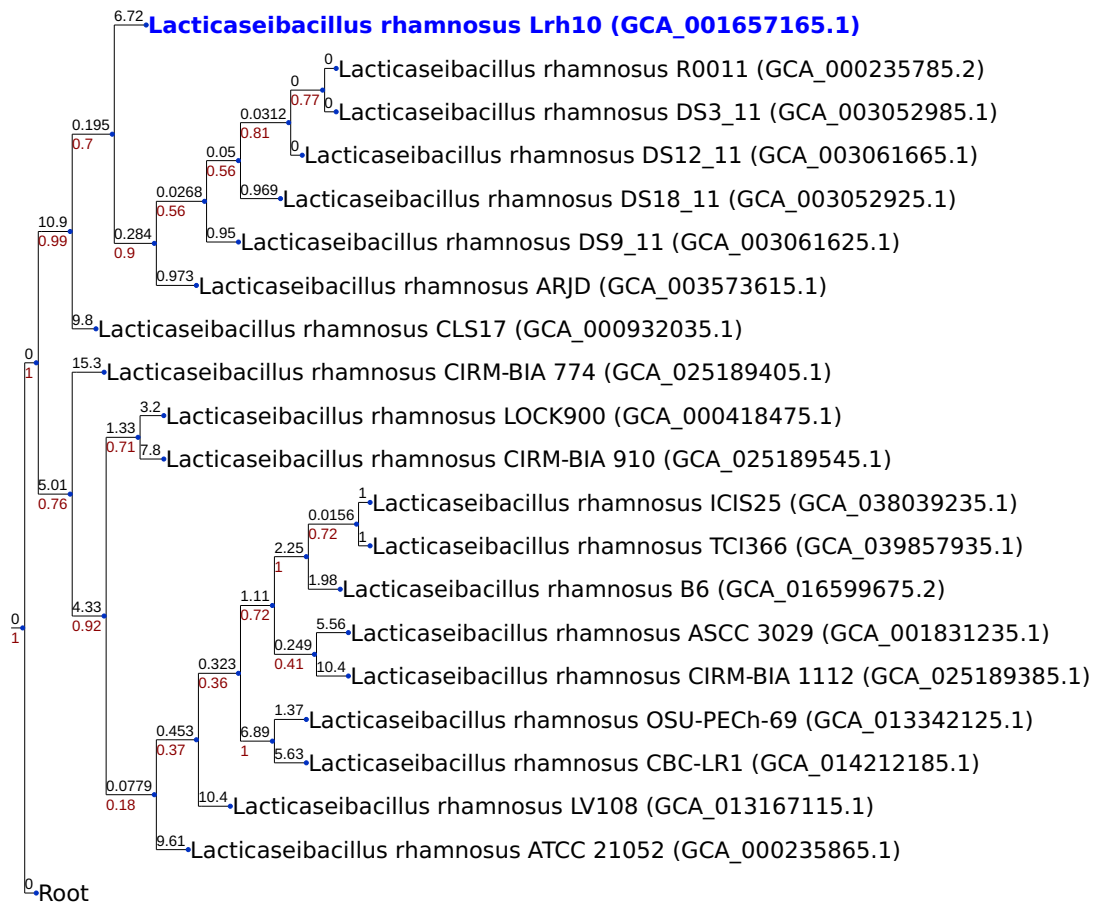 6.72
Lacticaseibacillus rhamnosus Lrh10 (GCA_001657165.1)
0
Lacticaseibacillus rhamnosus R0011 (GCA_000235785.2)
0
0.77
0
Lacticaseibacillus rhamnosus DS3_11 (GCA_003052985.1)
0.0312
0.81
0.195
0.7
0
Lacticaseibacillus rhamnosus DS12_11 (GCA_003061665.1)
0.05
0.56
0.969
Lacticaseibacillus rhamnosus DS18_11 (GCA_003052925.1)
0.0268
0.56
10.9
0.99
0.284
0.9
0.95
Lacticaseibacillus rhamnosus DS9_11 (GCA_003061625.1)
0.973
Lacticaseibacillus rhamnosus ARJD (GCA_003573615.1)
9.8
Lacticaseibacillus rhamnosus CLS17 (GCA_000932035.1)
0
1
15.3
Lacticaseibacillus rhamnosus CIRM-BIA 774 (GCA_025189405.1)
3.2
Lacticaseibacillus rhamnosus LOCK900 (GCA_000418475.1)
1.33
0.71
7.8
Lacticaseibacillus rhamnosus CIRM-BIA 910 (GCA_025189545.1)
5.01
0.76
1
Lacticaseibacillus rhamnosus ICIS25 (GCA_038039235.1)
0.0156
0.72
1
Lacticaseibacillus rhamnosus TCI366 (GCA_039857935.1)
2.25
1
1.98
Lacticaseibacillus rhamnosus B6 (GCA_016599675.2)
1.11
0.72
4.33
0.92
0
1
5.56
Lacticaseibacillus rhamnosus ASCC 3029 (GCA_001831235.1)
0.249
0.41
10.4
Lacticaseibacillus rhamnosus CIRM-BIA 1112 (GCA_025189385.1)
0.323
0.36
1.37
Lacticaseibacillus rhamnosus OSU-PECh-69 (GCA_013342125.1)
0.453
0.37
6.89
1
5.63
Lacticaseibacillus rhamnosus CBC-LR1 (GCA_014212185.1)
0.0779
0.18
10.4
Lacticaseibacillus rhamnosus LV108 (GCA_013167115.1)
9.61
Lacticaseibacillus rhamnosus ATCC 21052 (GCA_000235865.1)
0
Root